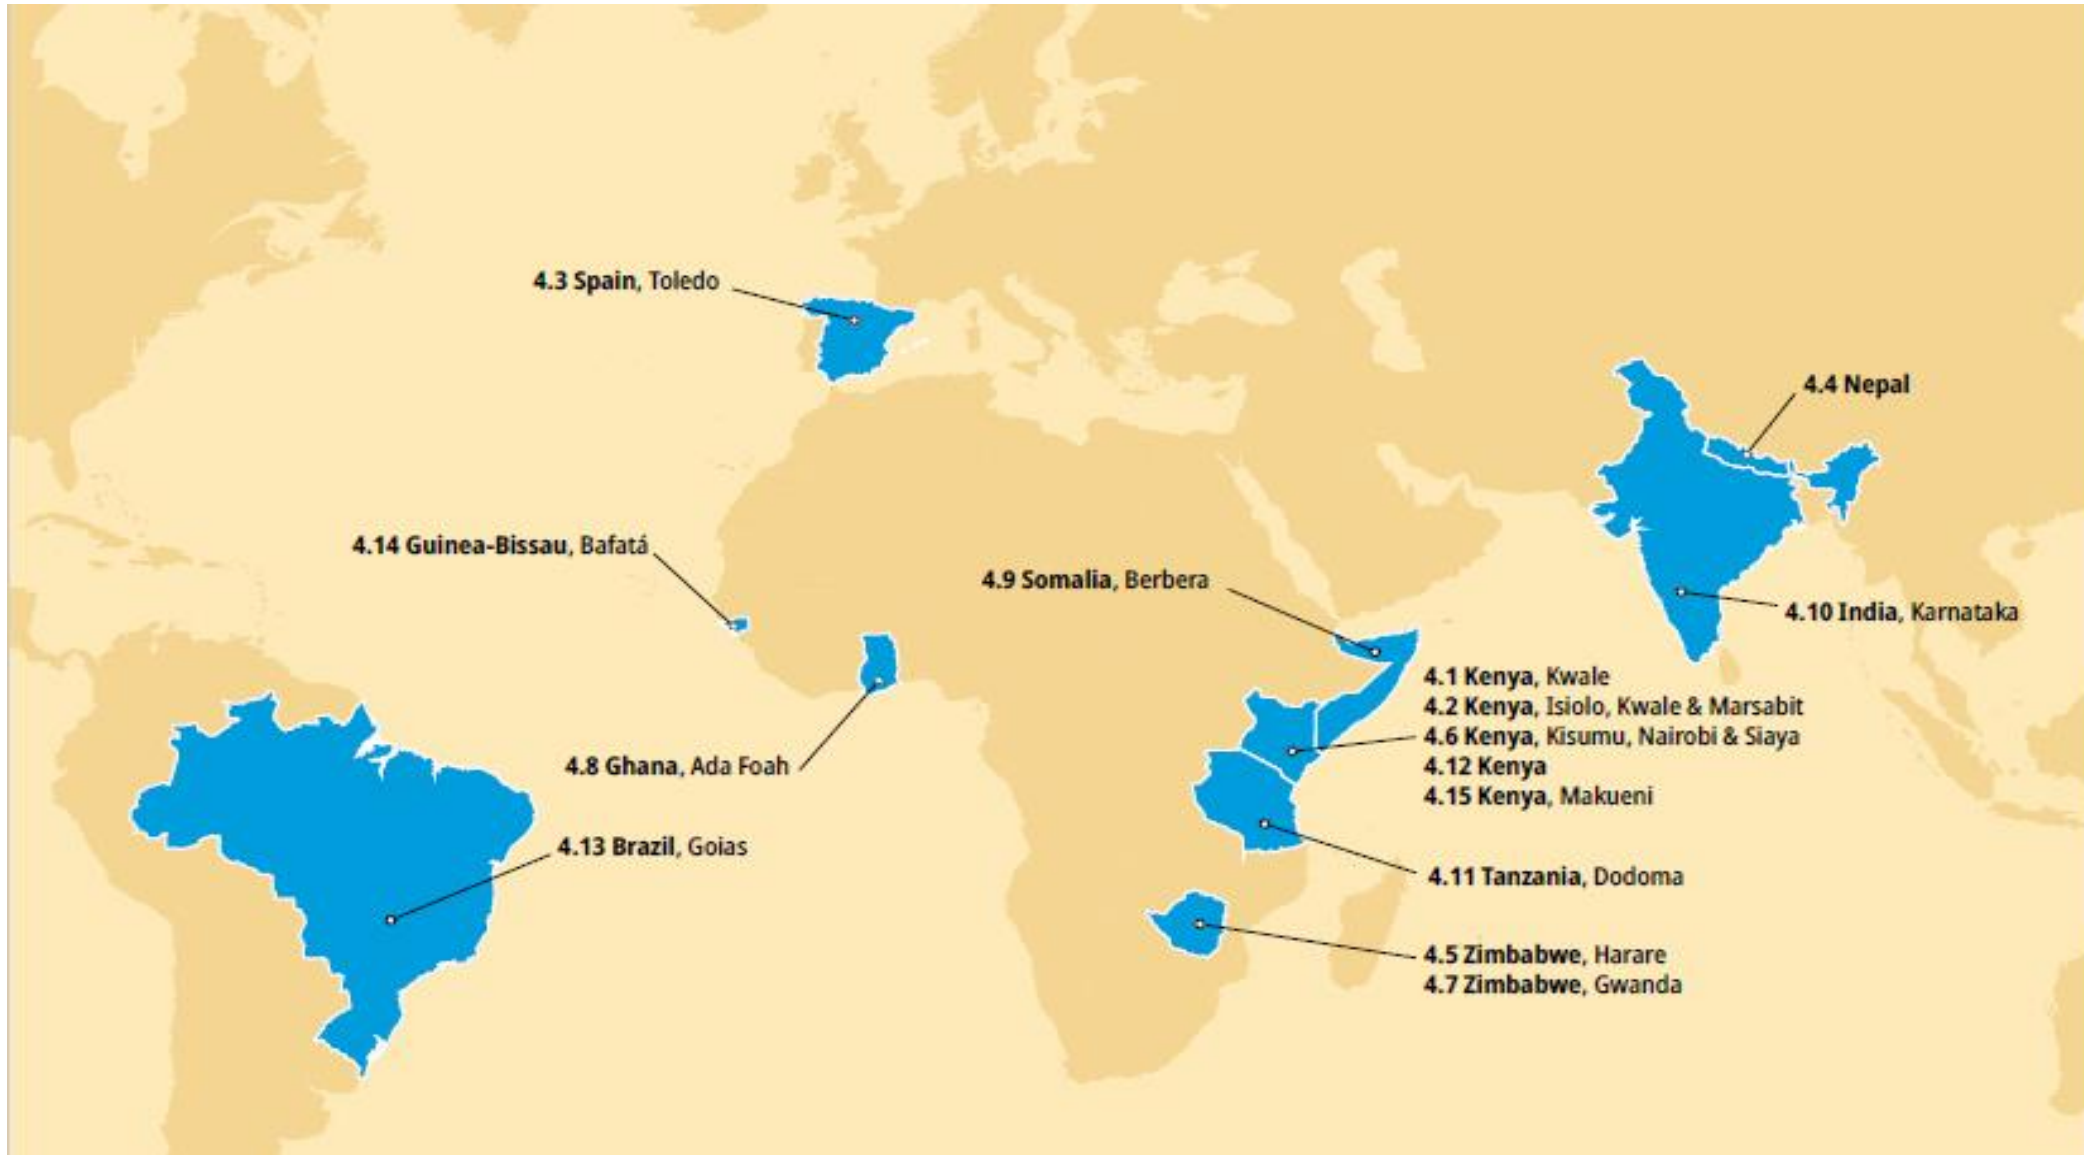 4.3 Spain, Toledo
4.4 Nepal
4.14 Guinea-Bissau, Bafatá
4.9 Somalia, Berbera
4.10 India, Karnataka
4.1 Kenya, Kwale
4.2 Kenya, Isiolo, Kwale & Marsabit
4.6 Kenya, Kisumu, Nairobi & Siaya
4.12 Kenya
4.15 Kenya, Makueni
4.8 Ghana, Ada Foah
4.13 Brazil, Goias
4.11 Tanzania, Dodoma
4.5 Zimbabwe, Harare
4.7 Zimbabwe, Gwanda